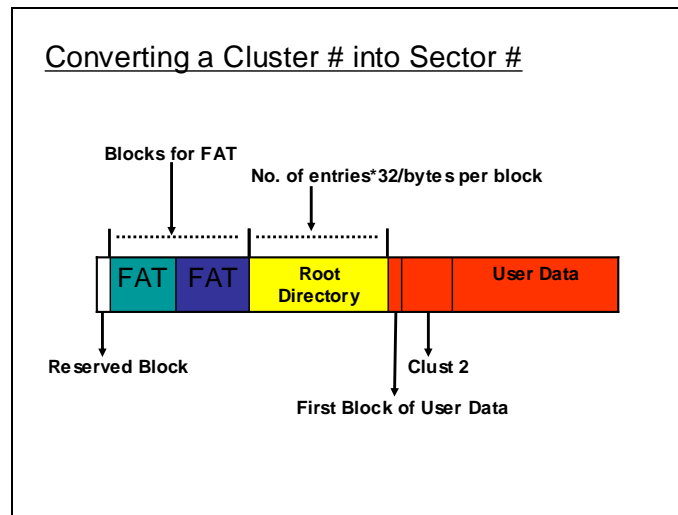 Converting a Cluster # into Sector #
Blocks for FAT
No. of entries*32/bytes per block
FAT
FAT
Root
Directory
User Data
Reserved Block
Clust 2
First Block of User Data